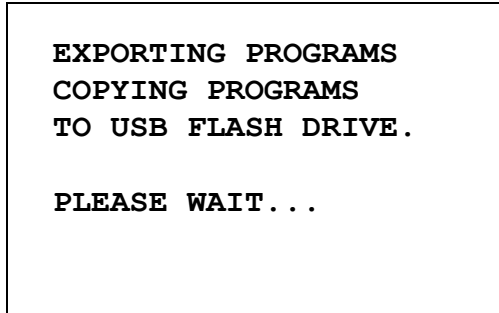 EXPORTING PROGRAMS
COPYING PROGRAMS
TO USB FLASH DRIVE.
PLEASE WAIT...